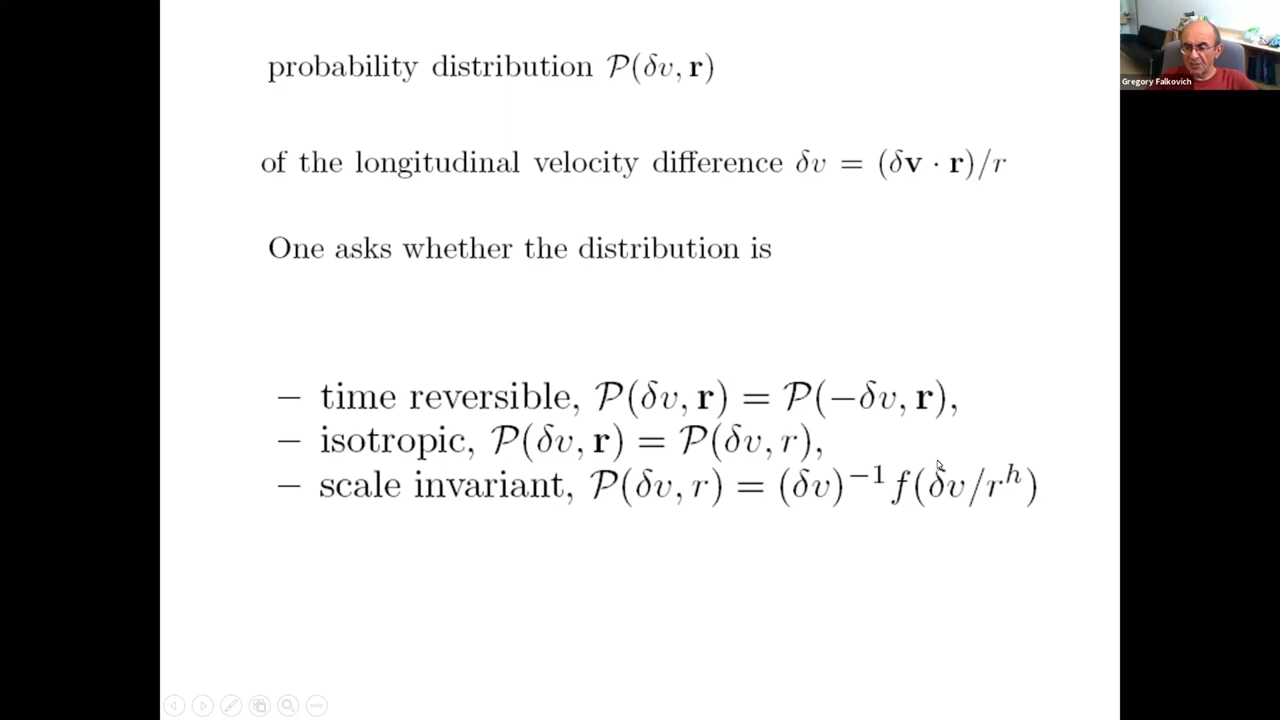 probability distribution 𝒫(δv, 𝐫)
Gregory Falkovich
of the longitudinal velocity difference δv = (δ𝐯 · 𝐫)/r
One asks whether the distribution is
– time reversible, 𝒫(δv, 𝐫) = 𝒫(−δv, 𝐫),
– isotropic, 𝒫(δv, 𝐫) = 𝒫(δv, r),
– scale invariant, 𝒫(δv, r) = (δv)⁻¹ f(δv/rʰ)